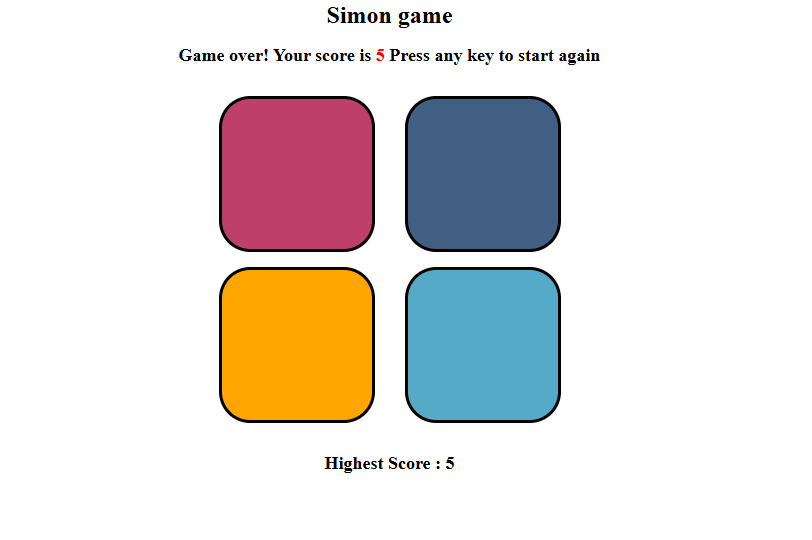 Simon game
Game over! Your score is 5 Press any key to start again
Highest Score : 5